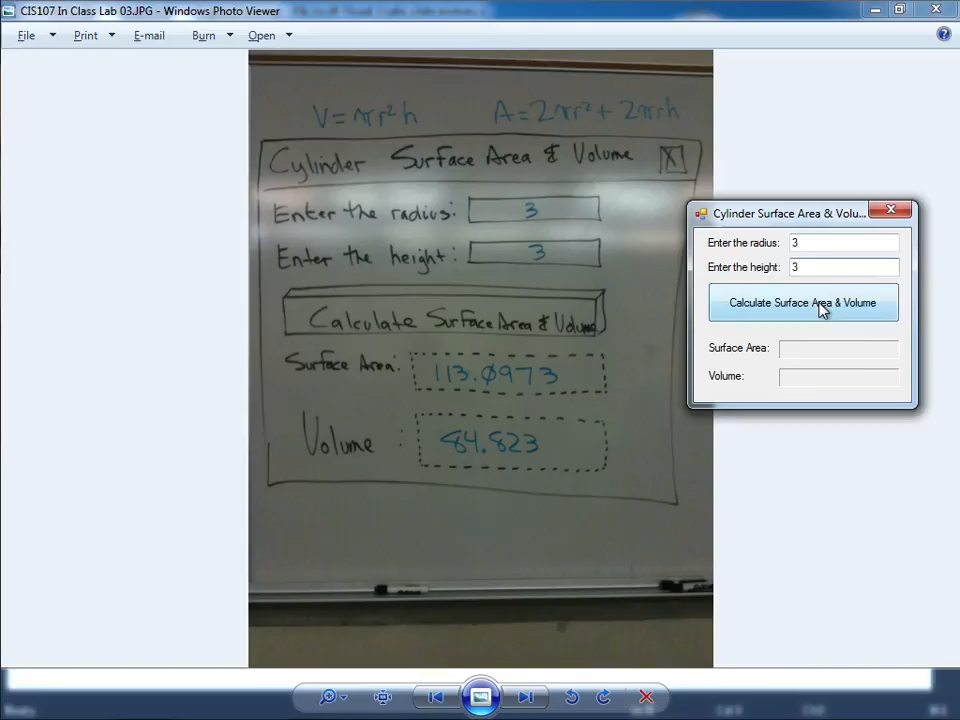 CIS107 In Class Lab 03.JPG - Windows Photo Viewer
File Print E-mail Burn Open
V=πr²h A=2πr²+2πrh
Cylinder Surface Area & Volume X
Enter the radius: 3
Enter the height: 3
Calculate Surface Area & Volume
Surface Area: 113.0973
Volume : 84.823
Cylinder Surface Area & Volu...
Enter the radius: 3
Enter the height: 3
Calculate Surface Area & Volume
Surface Area:
Volume: